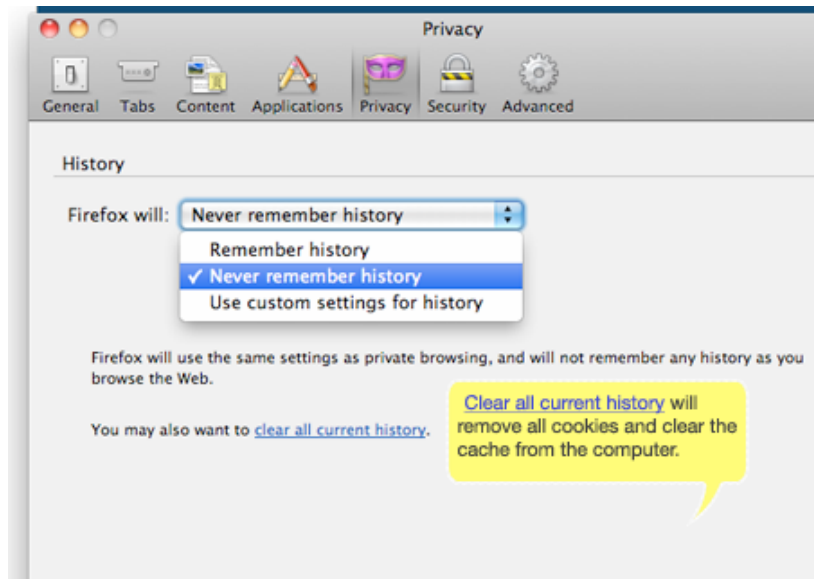 Privacy
General Tabs Content Applications Privacy Security Advanced
History
Firefox will: Never remember history
Remember history
✓ Never remember history
Use custom settings for history
Firefox will use the same settings as private browsing, and will not remember any history as you
browse the Web.
You may also want to clear all current history.
Clear all current history will
remove all cookies and clear the
cache from the computer.